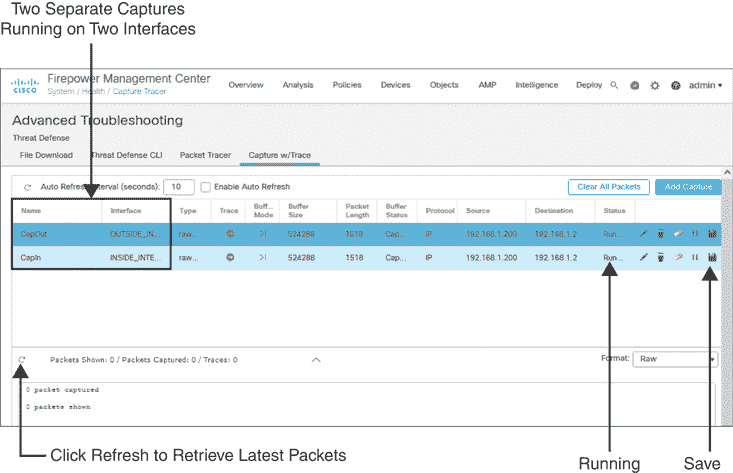 Two Separate Captures
Running on Two Interfaces
CISCO
Firepower Management Center
System / Health / Capture Tracer
Overview Analysis Policies Devices Objects AMP Intelligence Deploy admin
Advanced Troubleshooting
Threat Defense
File Download Threat Defense CLI Packet Tracer Capture w/Trace
Auto Refresh Interval (seconds): 10 Enable Auto Refresh Clear All Packets Add Capture
Name Interface Type Trace Buff... Mode Buffer Size Packet Length Buffer Status Protocol Source Destination Status
CapOut OUTSIDE_IN... raw... 524288 1518 Cap... IP 192.168.1.200 192.168.1.2 Run...
CapIn INSIDE_INTE... raw... 524288 1518 Cap... IP 192.168.1.200 192.168.1.2 Run...
Packets Shown: 0 / Packets Captured: 0 / Traces: 0 Format: Raw
0 packet captured
0 packets shown
Click Refresh to Retrieve Latest Packets
Running Save